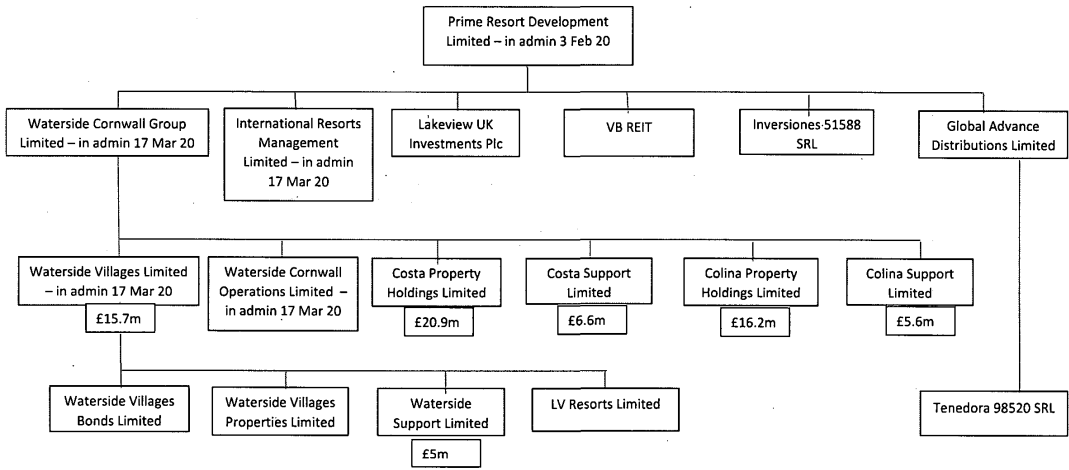 Prime Resort Development
Limited – in admin 3 Feb 20
Waterside Cornwall Group
Limited – in admin 17 Mar 20
International Resorts
Management
Limited – in admin
17 Mar 20
Lakeview UK
Investments Plc
VB REIT
Inversiones 51588
SRL
Global Advance
Distributions Limited
Waterside Villages Limited
– in admin 17 Mar 20
£15.7m
Waterside Cornwall
Operations Limited –
in admin 17 Mar 20
Costa Property
Holdings Limited
£20.9m
Costa Support
Limited
£6.6m
Colina Property
Holdings Limited
£16.2m
Colina Support
Limited
£5.6m
Waterside Villages
Bonds Limited
Waterside Villages
Properties Limited
Waterside
Support Limited
£5m
LV Resorts Limited
Tenedora 98520 SRL